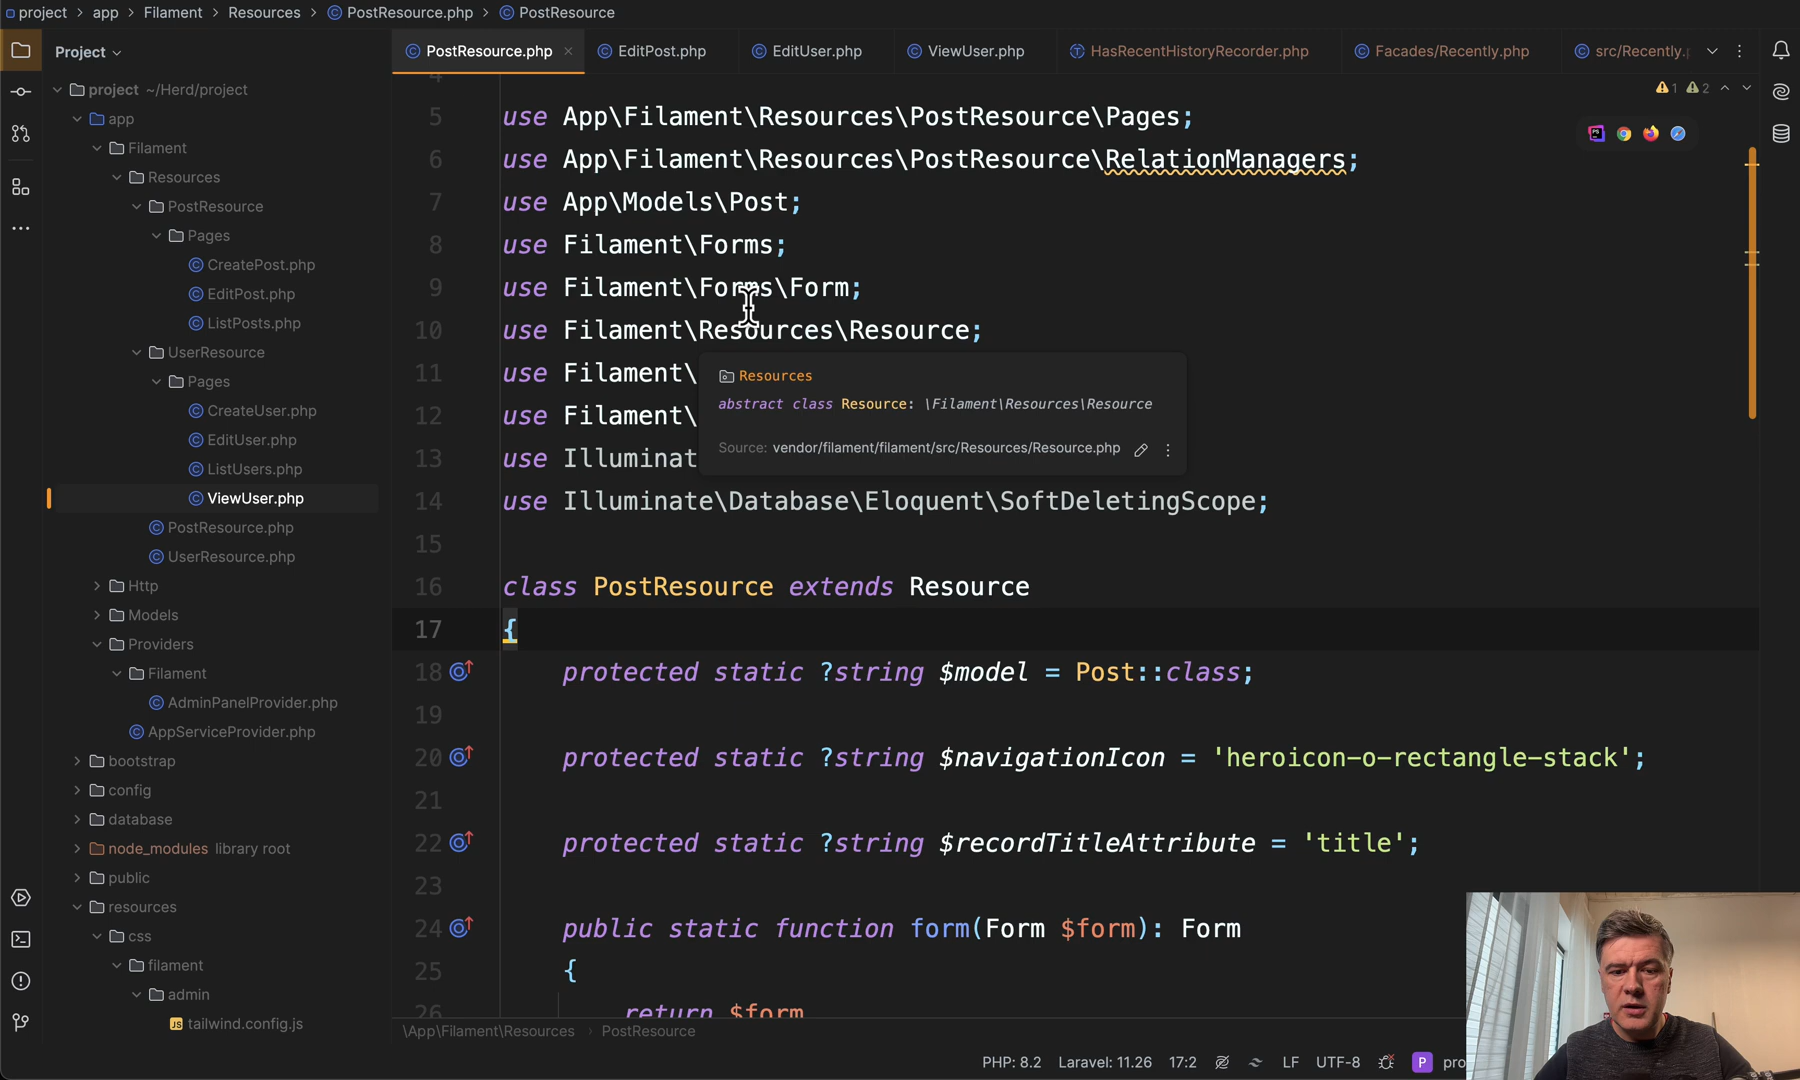 project > app > Filament > Resources > PostResource.php > PostResource
Project
PostResource.php
EditPost.php
EditUser.php
ViewUser.php
HasRecentHistoryRecorder.php
Facades/Recently.php
src/Recently.
project ~/Herd/project
app
Filament
Resources
PostResource
Pages
CreatePost.php
EditPost.php
ListPosts.php
UserResource
Pages
CreateUser.php
EditUser.php
ListUsers.php
ViewUser.php
PostResource.php
UserResource.php
Http
Models
Providers
Filament
AdminPanelProvider.php
AppServiceProvider.php
bootstrap
config
database
node_modules library root
public
resources
css
filament
admin
JS tailwind.config.js
1 2
5 use App\Filament\Resources\PostResource\Pages;
6 use App\Filament\Resources\PostResource\RelationManagers;
7 use App\Models\Post;
8 use Filament\Forms;
9 use Filament\Forms\Form;
10 use Filament\Resources\Resource;
11 use Filament\
12 use Filament\
13 use Illuminat
14 use Illuminate\Database\Eloquent\SoftDeletingScope;
15
16 class PostResource extends Resource
17 {
18 protected static ?string $model = Post::class;
19
20 protected static ?string $navigationIcon = 'heroicon-o-rectangle-stack';
21
22 protected static ?string $recordTitleAttribute = 'title';
23
24 public static function form(Form $form): Form
25 {
26 return $form
Resources
abstract class Resource: \Filament\Resources\Resource
Source: vendor/filament/filament/src/Resources/Resource.php
\App\Filament\Resources > PostResource
PHP: 8.2 Laravel: 11.26 17:2 LF UTF-8 P pro